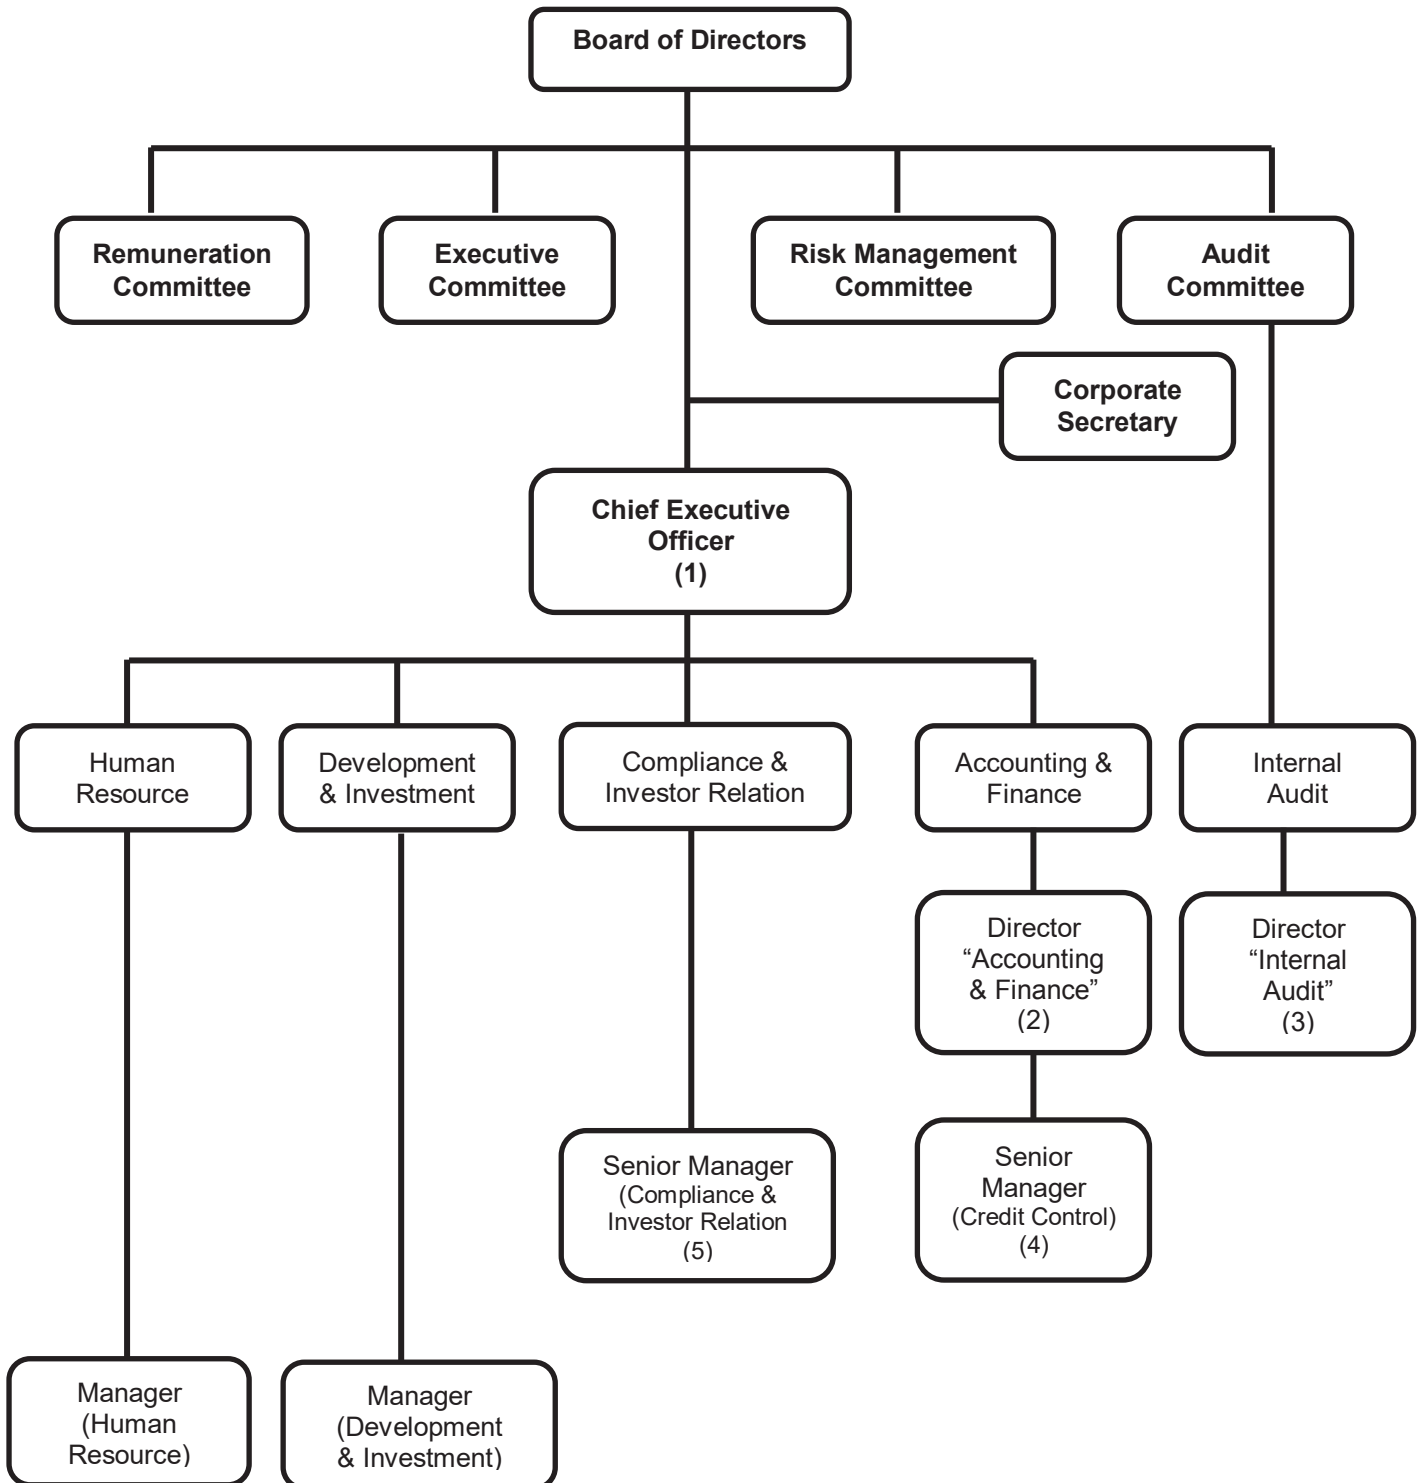 Board of Directors
Remuneration
Committee
Executive
Committee
Risk Management
Committee
Audit
Committee
Corporate
Secretary
Chief Executive
Officer
(1)
Human
Resource
Development
& Investment
Compliance &
Investor Relation
Accounting &
Finance
Internal
Audit
Director
“Accounting
& Finance”
(2)
Director
“Internal
Audit”
(3)
Senior Manager
(Compliance &
Investor Relation
(5)
Senior
Manager
(Credit Control)
(4)
Manager
(Human
Resource)
Manager
(Development
& Investment)